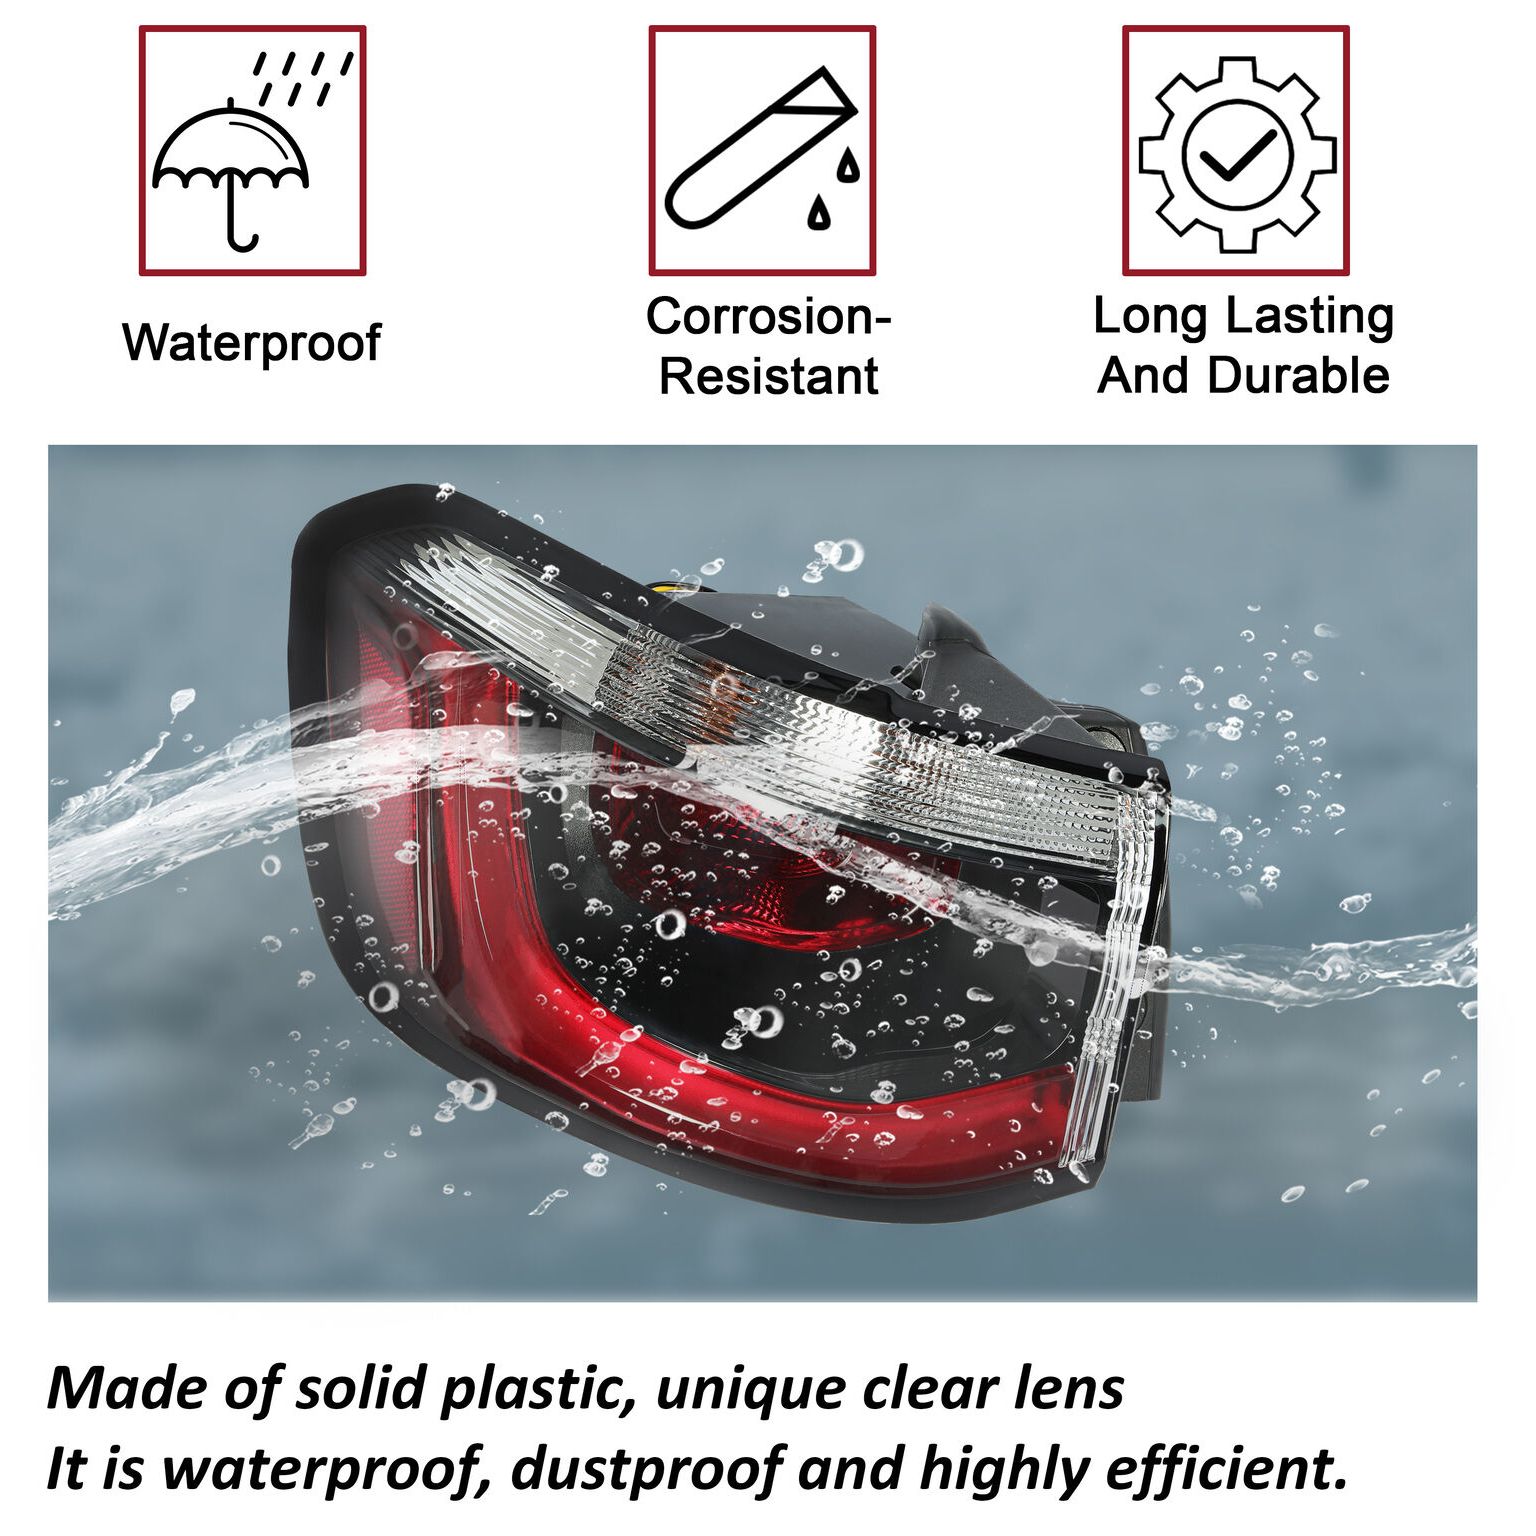 Waterproof
Corrosion-
Resistant
Long Lasting
And Durable
Made of solid plastic, unique clear lens
It is waterproof, dustproof and highly efficient.